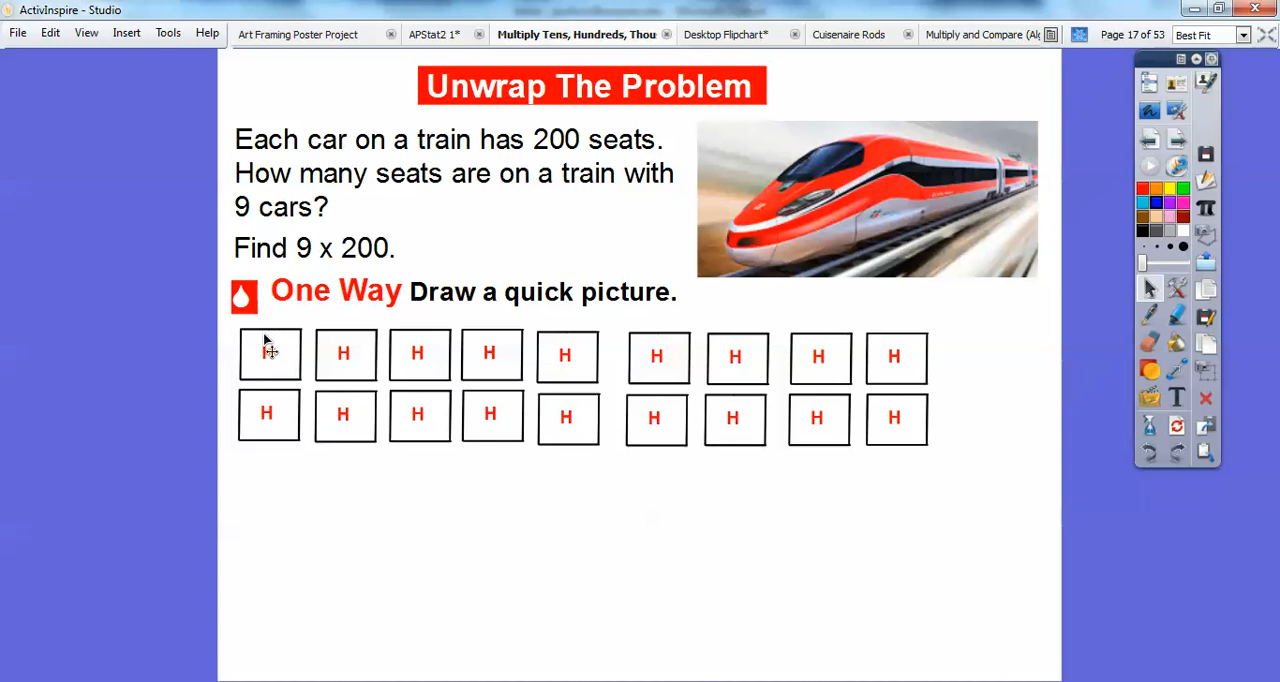 ActivInspire - Studio
File Edit View Insert Tools Help
Art Framing Poster Project APStat2 1* Multiply Tens, Hundreds, Thou Desktop Flipchart* Cuisenaire Rods Multiply and Compare (Alg Page 17 of 53 Best Fit
Unwrap The Problem
Each car on a train has 200 seats.
How many seats are on a train with
9 cars?
Find 9 x 200.
One Way Draw a quick picture.
H H H H H H H H H
H H H H H H H H H